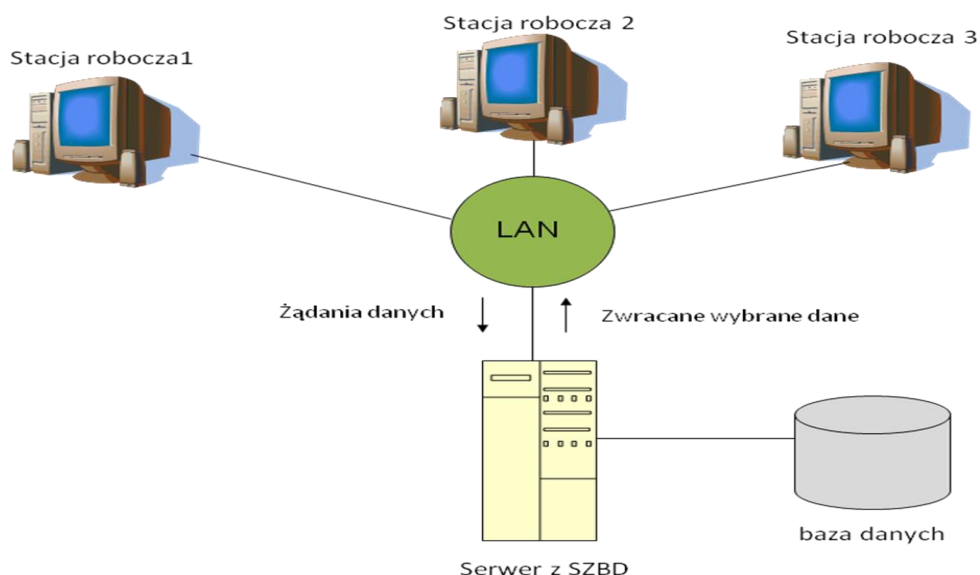 Stacja robocza1
Stacja robocza 2
Stacja robocza 3
LAN
Żądania danych
Zwracane wybrane dane
baza danych
Serwer z SZBD